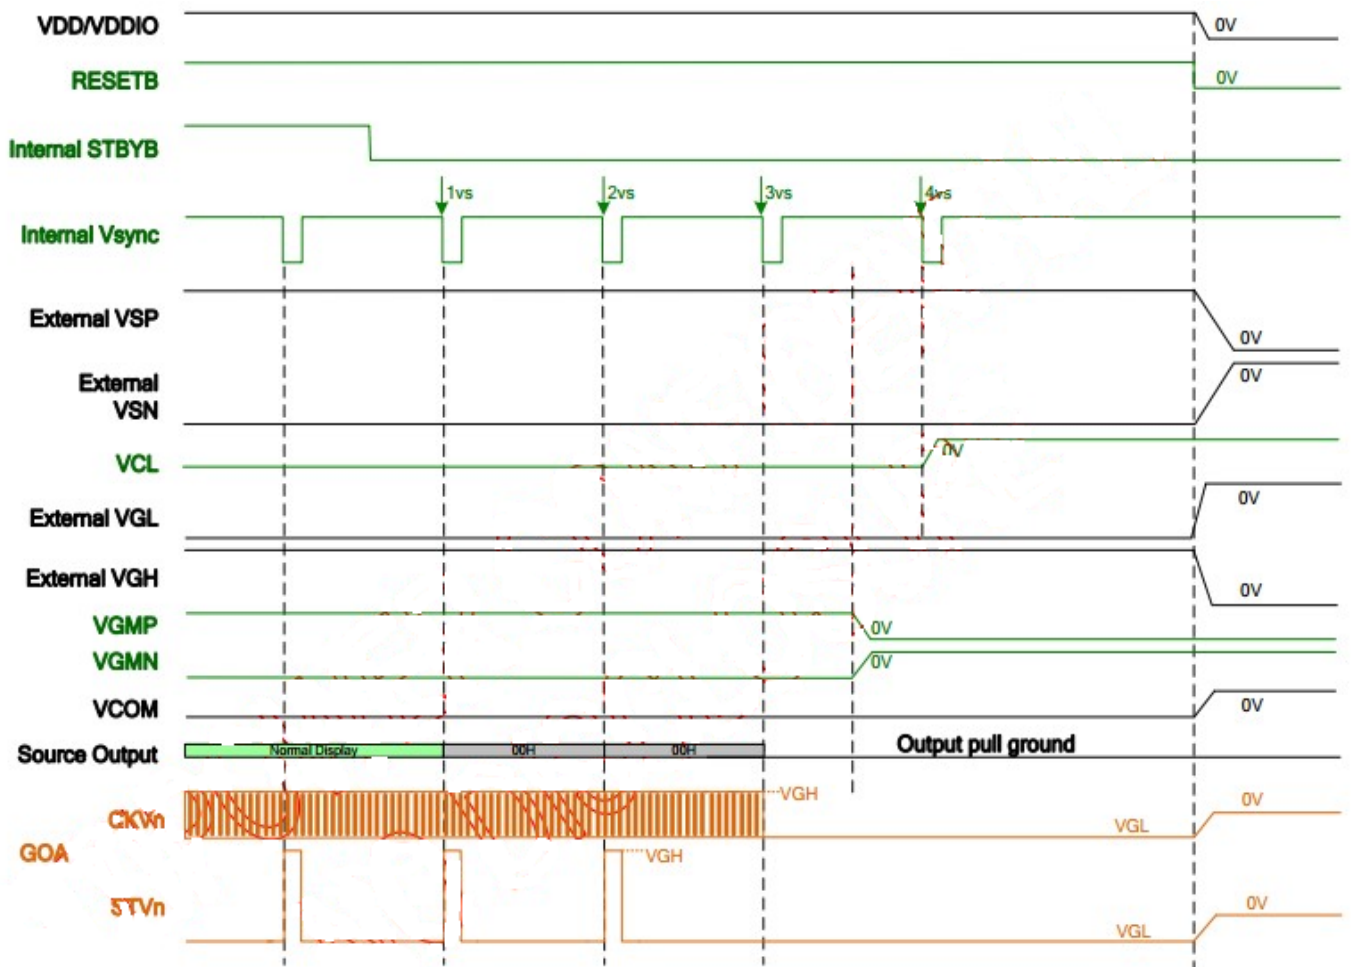 VDD/VDDIO
0V
RESETB
0V
Internal STBYB
1vs 2vs 3vs 4vs
Internal Vsync
External VSP
0V
External
VSN
0V
VCL
0V
External VGL
0V
External VGH
0V
VGMP
0V
VGMN
0V
VCOM
0V
Source Output
Normal Display 00H 00H Output pull ground
CKVn
VGH VGL 0V
GOA
VGH
STVn
VGL 0V